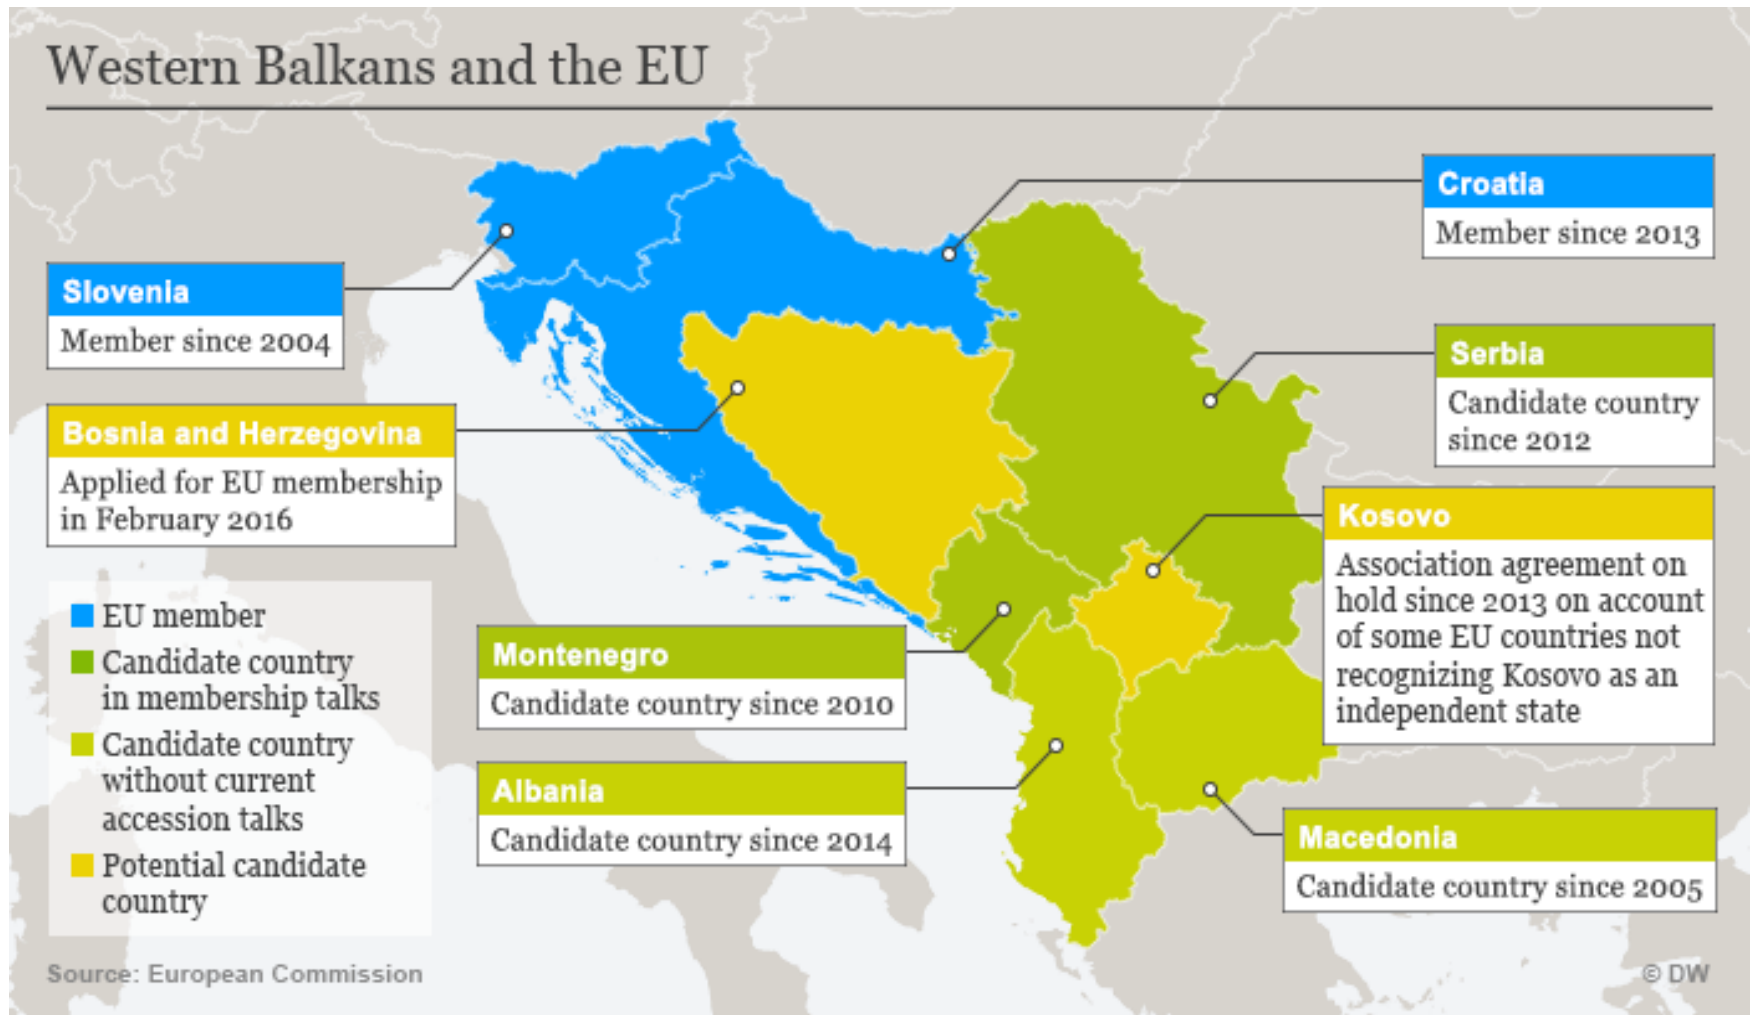 Western Balkans and the EU
Croatia
Member since 2013
Slovenia
Member since 2004
Serbia
Candidate country
since 2012
Bosnia and Herzegovina
Applied for EU membership
in February 2016
Kosovo
Association agreement on
hold since 2013 on account
of some EU countries not
recognizing Kosovo as an
independent state
EU member
Candidate country
in membership talks
Candidate country
without current
accession talks
Potential candidate
country
Montenegro
Candidate country since 2010
Albania
Candidate country since 2014
Macedonia
Candidate country since 2005
Source: European Commission
© DW